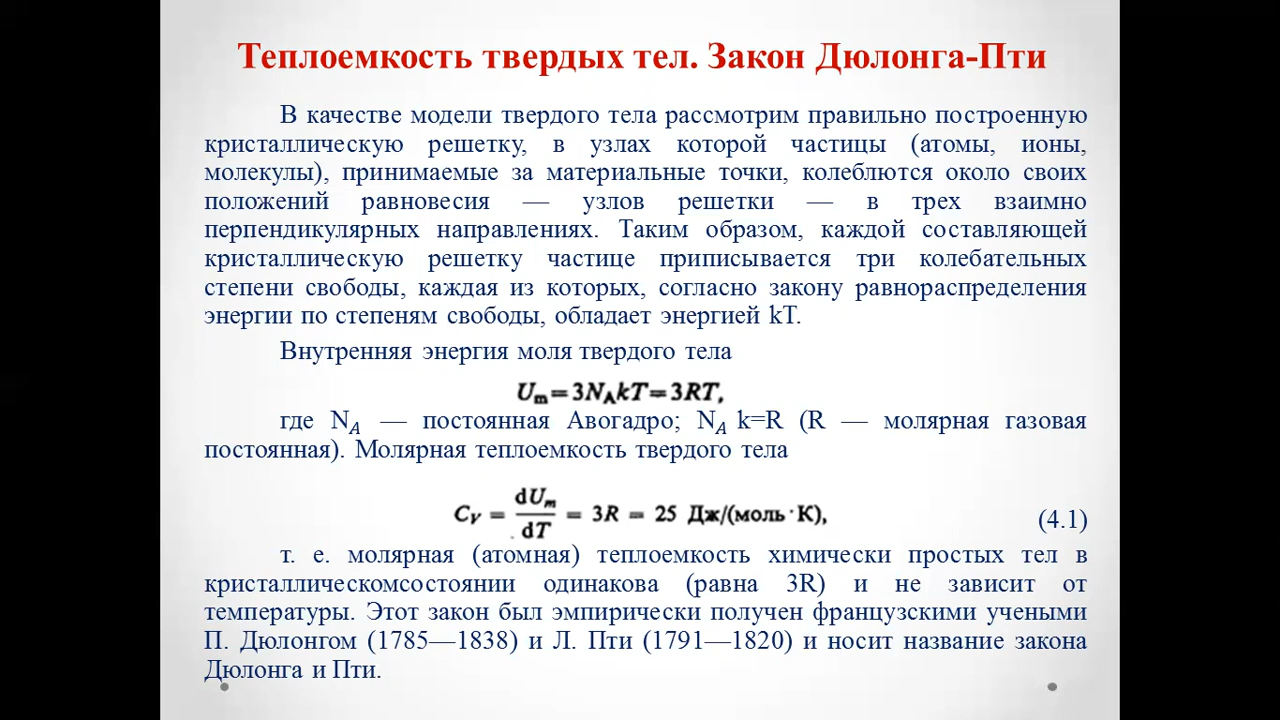 Теплоемкость твердых тел. Закон Дюлонга-Пти
В качестве модели твердого тела рассмотрим правильно построенную
кристаллическую решетку, в узлах которой частицы (атомы, ионы,
молекулы), принимаемые за материальные точки, колеблются около своих
положений равновесия — узлов решетки — в трех взаимно
перпендикулярных направлениях. Таким образом, каждой составляющей
кристаллическую решетку частице приписывается три колебательных
степени свободы, каждая из которых, согласно закону равнораспределения
энергии по степеням свободы, обладает энергией kT.
Внутренняя энергия моля твердого тела
Uₘ=3N_AkT=3RT,
где N_A — постоянная Авогадро; N_A k=R (R — молярная газовая
постоянная). Молярная теплоемкость твердого тела
C_V = dUₘ/dT = 3R = 25 Дж/(моль·К), (4.1)
т. е. молярная (атомная) теплоемкость химически простых тел в
кристаллическомсостоянии одинакова (равна 3R) и не зависит от
температуры. Этот закон был эмпирически получен французскими учеными
П. Дюлонгом (1785—1838) и Л. Пти (1791—1820) и носит название закона
Дюлонга и Пти.